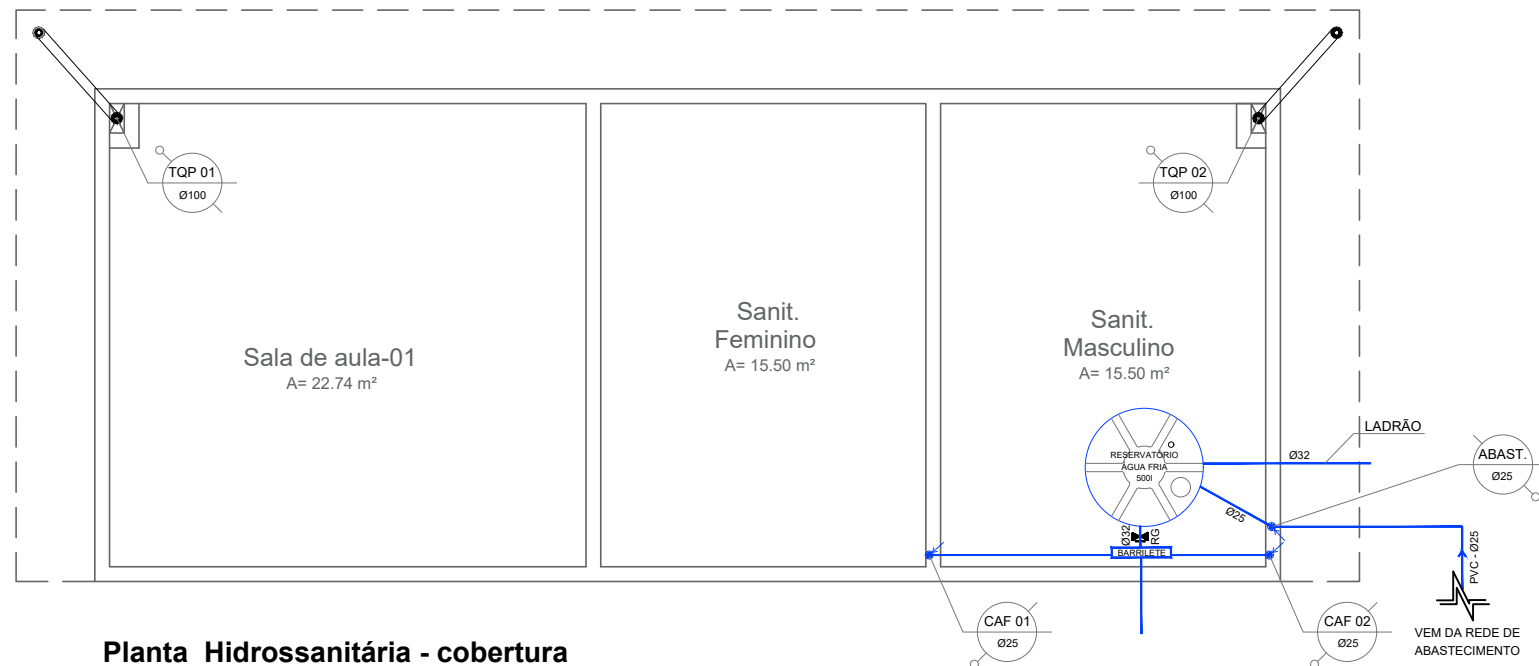 TQP 01
Ø100
TQP 02
Ø100
Sala de aula-01
A= 22.74 m²
Sanit.
Feminino
A= 15.50 m²
Sanit.
Masculino
A= 15.50 m²
RESERVATÓRIO
ÁGUA FRIA
500l
LADRÃO
Ø32
ABAST.
Ø25
Ø25
Ø32
RG
BARRILETE
PVC - Ø25
CAF 01
Ø25
CAF 02
Ø25
VEM DA REDE DE
ABASTECIMENTO
Planta Hidrossanitária - cobertura